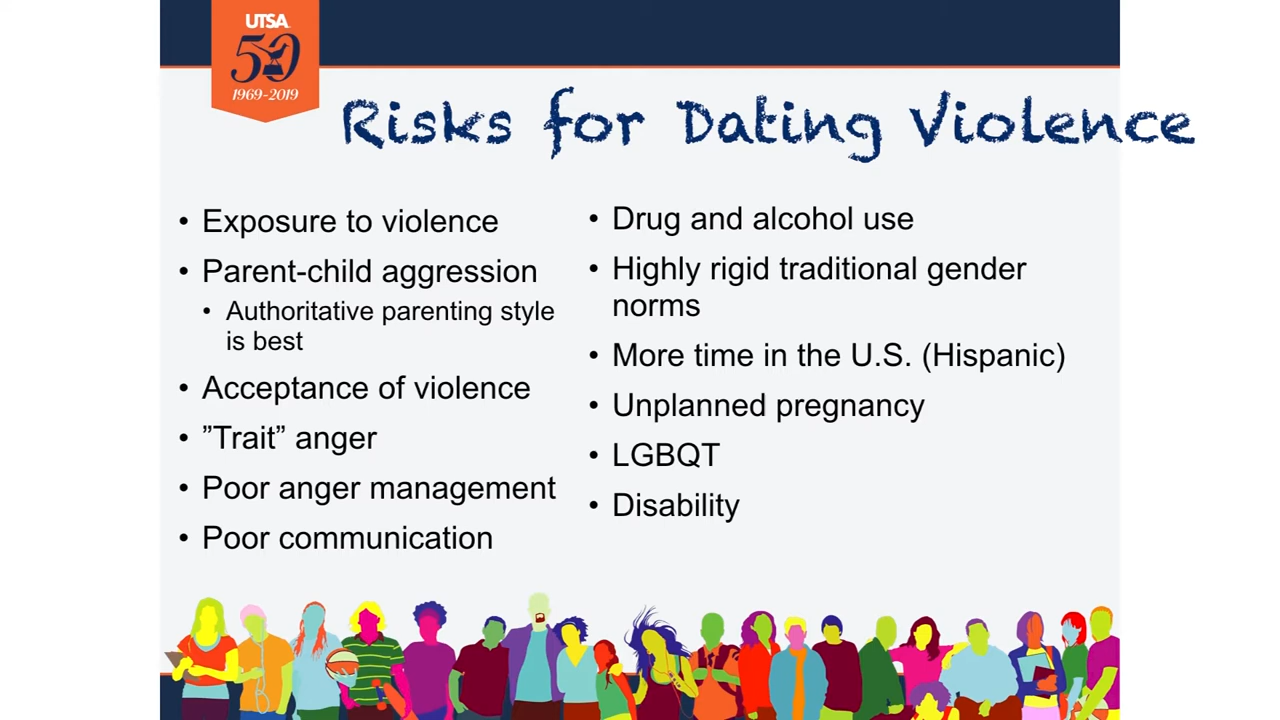 UTSA
50
1969-2019
Risks for Dating Violence
• Exposure to violence
• Parent-child aggression
• Authoritative parenting style
is best
• Acceptance of violence
• ”Trait” anger
• Poor anger management
• Poor communication
• Drug and alcohol use
• Highly rigid traditional gender
norms
• More time in the U.S. (Hispanic)
• Unplanned pregnancy
• LGBQT
• Disability